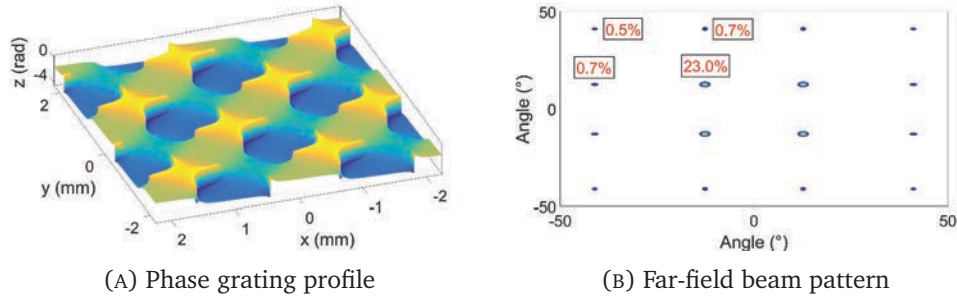 0
-4
z (rad)
2
0
-2
y (mm)
2
1
0
-1
-2
x (mm)
(A) Phase grating profile
50
0
-50
Angle (°)
0.5%
0.7%
0.7%
23.0%
-50
0
50
Angle (°)
(B) Far-field beam pattern